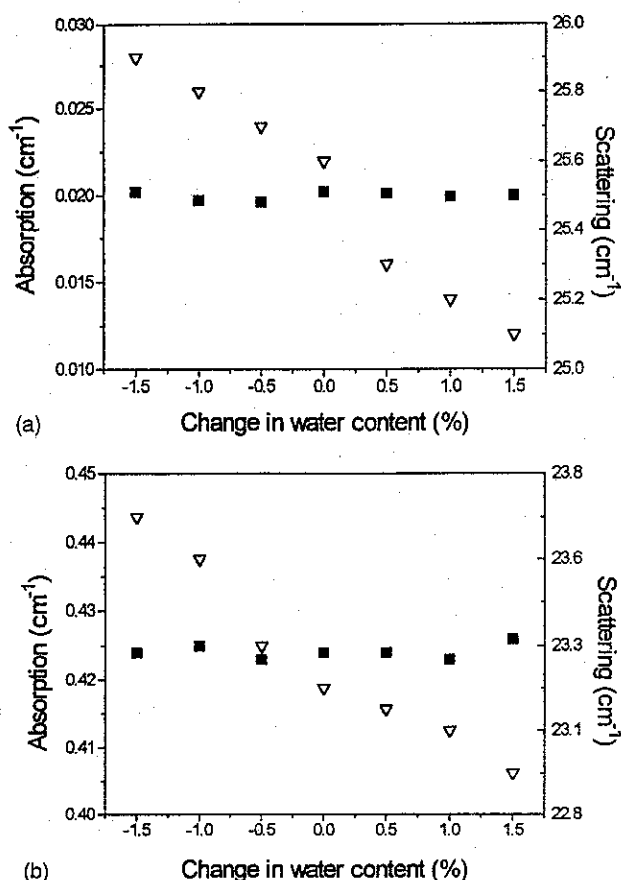 0.030
0.025
0.020
0.015
0.010
Absorption (cm-1)
26.0
25.8
25.6
25.4
25.2
25.0
Scattering (cm-1)
-1.5 -1.0 -0.5 0.0 0.5 1.0 1.5
(a) Change in water content (%)
0.45
0.44
0.43
0.42
0.41
0.40
Absorption (cm-1)
23.8
23.6
23.3
23.1
22.8
Scattering (cm-1)
-1.5 -1.0 -0.5 0.0 0.5 1.0 1.5
(b) Change in water content (%)